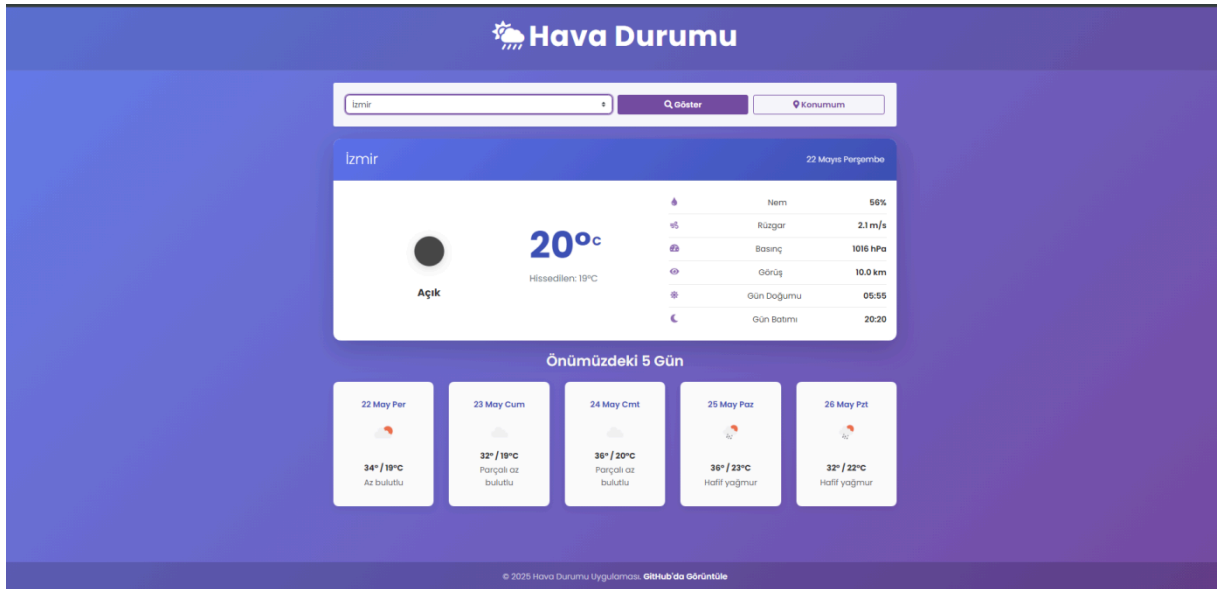 Hava Durumu
İzmir
Göster
Konumum
İzmir
22 Mayıs Perşembe
Açık
20°C
Hissedilen: 19°C
Nem 56%
Rüzgar 2.1 m/s
Basınç 1016 hPa
Görüş 10.0 km
Gün Doğumu 05:55
Gün Batımı 20:20
Önümüzdeki 5 Gün
22 May Per
34° / 19°C
Az bulutlu
23 May Cum
32° / 19°C
Parçalı az
bulutlu
24 May Cmt
36° / 20°C
Parçalı az
bulutlu
25 May Paz
36° / 23°C
Hafif yağmur
26 May Pzt
32° / 22°C
Hafif yağmur
© 2025 Hava Durumu Uygulaması. GitHub'da Görüntüle